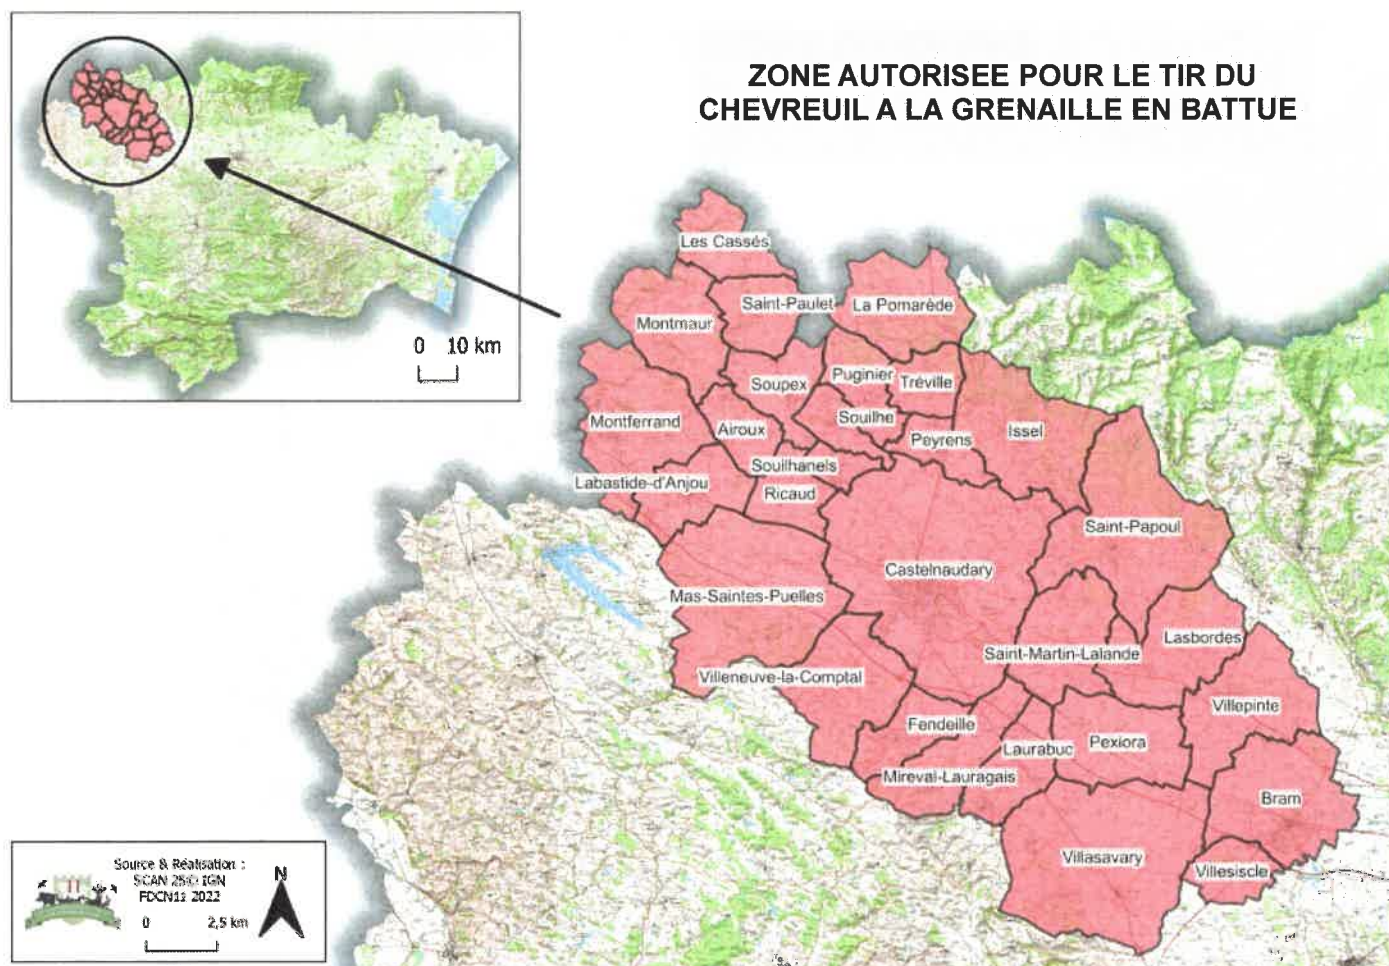 ZONE AUTORISEE POUR LE TIR DU
CHEVREUIL A LA GRENAILLE EN BATTUE
0 10 km
Les Cassés
Saint-Paulet
La Pomarède
Montmaur
Puginier
Tréville
Soupex
Montferrand
Airoux
Souilhe
Peyrens
Issel
Souilhanels
Labastide-d'Anjou
Ricaud
Saint-Papoul
Castelnaudary
Mas-Saintes-Puelles
Lasbordes
Saint-Martin-Lalande
Villeneuve-la-Comptal
Villepinte
Fendeille
Laurabuc
Pexiora
Mireval-Lauragais
Bram
Villasavary
Villesiscle
Source & Réalisation :
SCAN 25© IGN
FDCN11 2022
N
0 2,5 km
11